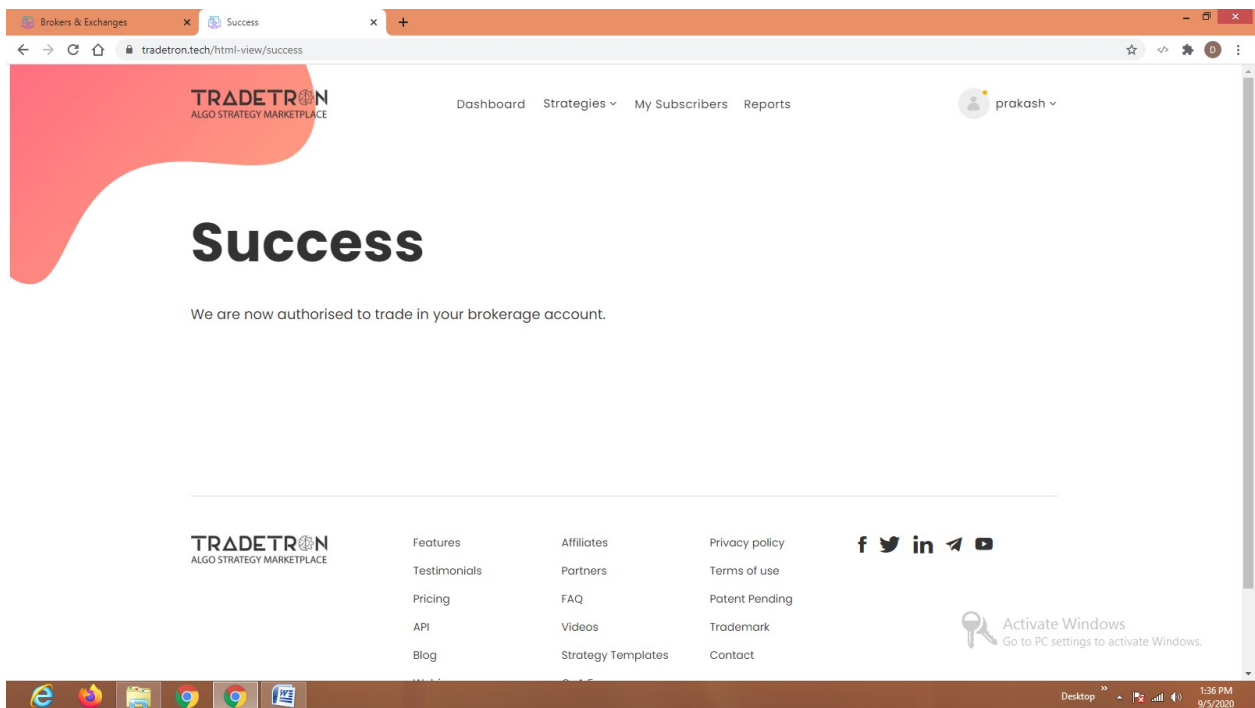 Brokers & Exchanges
Success
tradetron.tech/html-view/success
D
TRADETRON
ALGO STRATEGY MARKETPLACE
Dashboard Strategies My Subscribers Reports
prakash
Success
We are now authorised to trade in your brokerage account.
TRADETRON
ALGO STRATEGY MARKETPLACE
Features
Testimonials
Pricing
API
Blog
Affiliates
Partners
FAQ
Videos
Strategy Templates
Privacy policy
Terms of use
Patent Pending
Trademark
Contact
Activate Windows
Go to PC settings to activate Windows.
Desktop
1:36 PM
9/5/2020